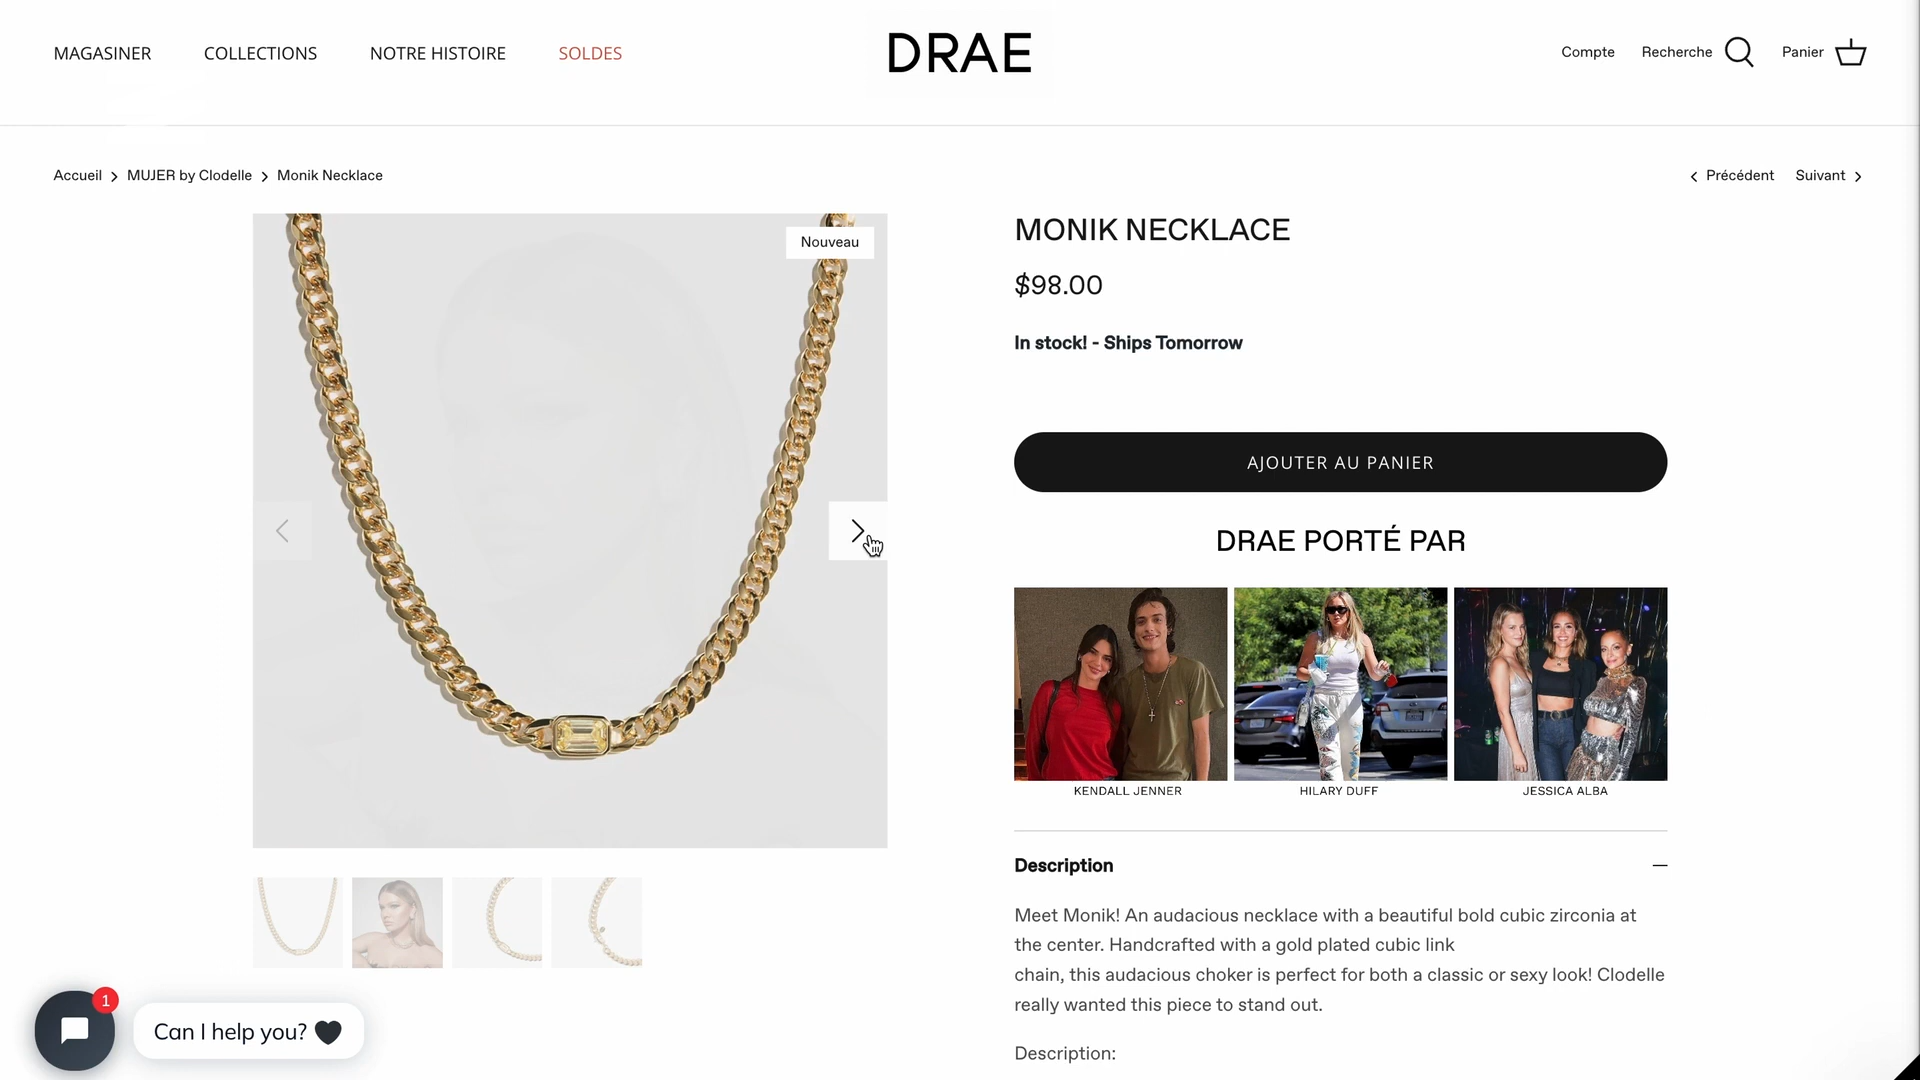 MAGASINER
COLLECTIONS
NOTRE HISTOIRE
SOLDES
DRAE
Compte
Recherche
Panier
Accueil > MUJER by Clodelle > Monik Necklace
< Précédent
Suivant >
Nouveau
MONIK NECKLACE
$98.00
In stock! - Ships Tomorrow
AJOUTER AU PANIER
DRAE PORTÉ PAR
KENDALL JENNER
HILARY DUFF
JESSICA ALBA
Description
Meet Monik! An audacious necklace with a beautiful bold cubic zirconia at
the center. Handcrafted with a gold plated cubic link
chain, this audacious choker is perfect for both a classic or sexy look! Clodelle
really wanted this piece to stand out.
Description:
1
Can I help you? 🖤